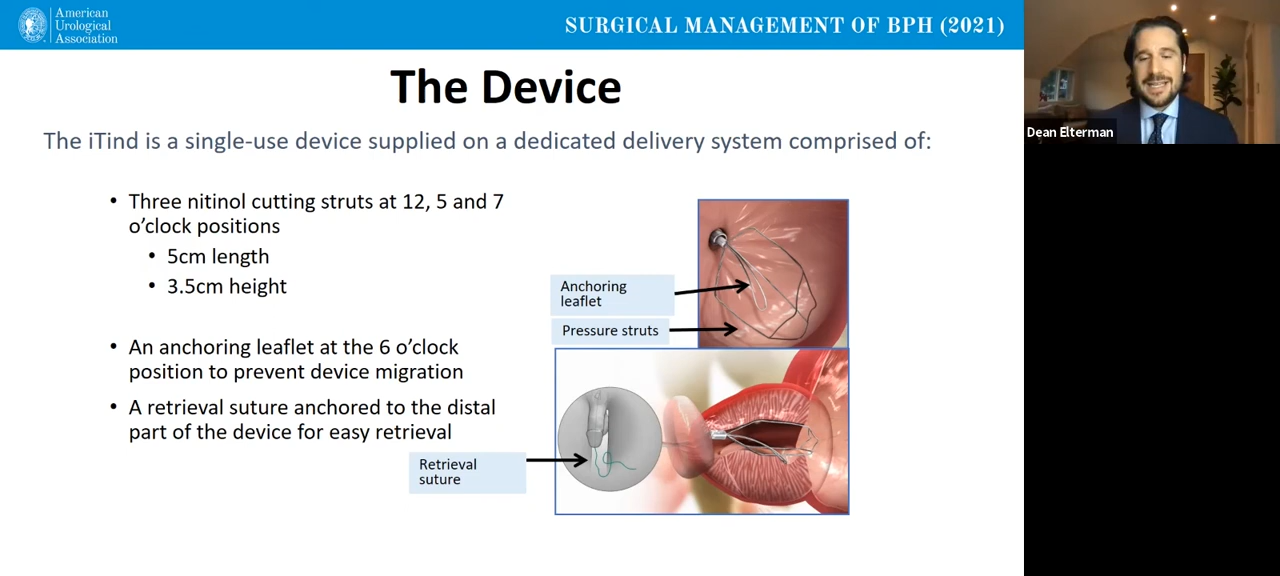 American
Urological
Association
SURGICAL MANAGEMENT OF BPH (2021)
The Device
The iTind is a single-use device supplied on a dedicated delivery system comprised of:
• Three nitinol cutting struts at 12, 5 and 7
o’clock positions
• 5cm length
• 3.5cm height
• An anchoring leaflet at the 6 o’clock
position to prevent device migration
• A retrieval suture anchored to the distal
part of the device for easy retrieval
Anchoring
leaflet
Pressure struts
Retrieval
suture
Dean Elterman